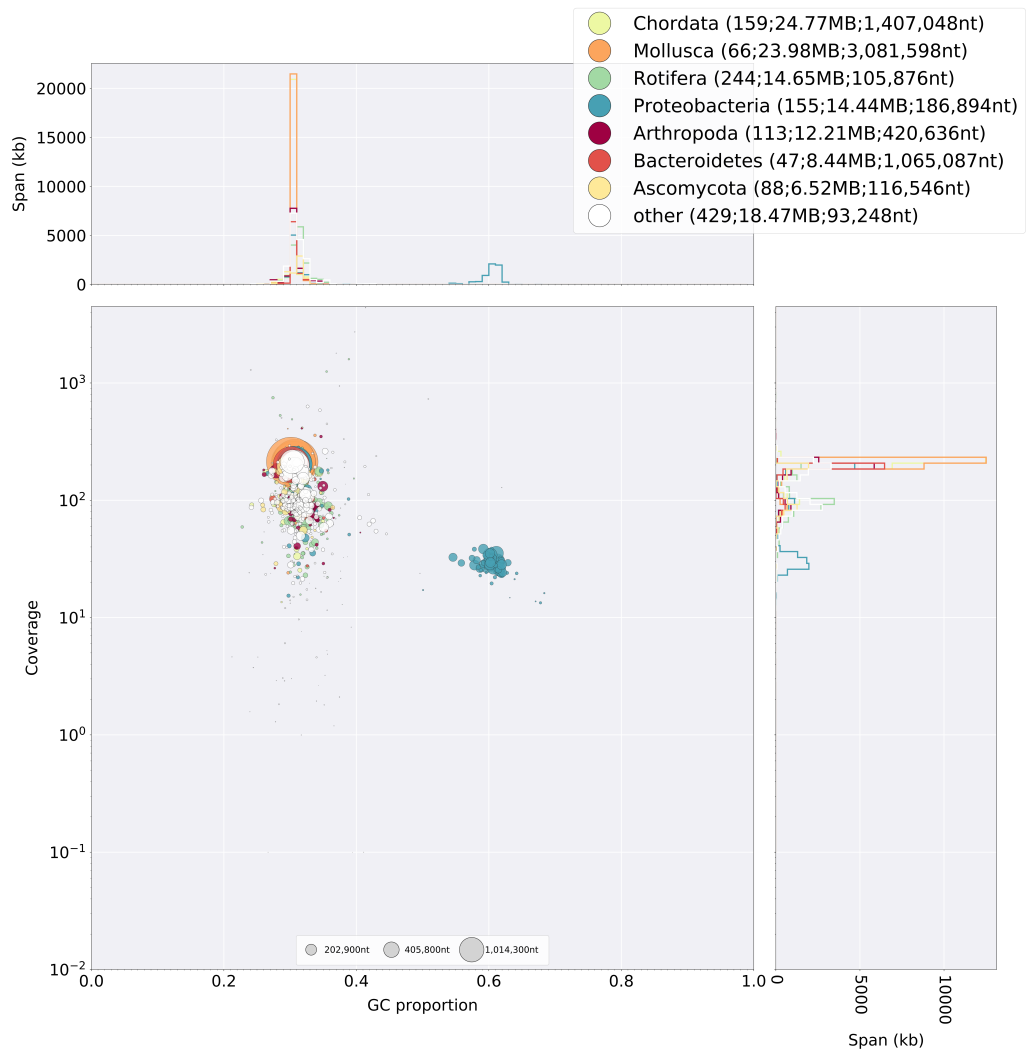 Chordata (159;24.77MB;1,407,048nt)
Mollusca (66;23.98MB;3,081,598nt)
Rotifera (244;14.65MB;105,876nt)
Proteobacteria (155;14.44MB;186,894nt)
Arthropoda (113;12.21MB;420,636nt)
Bacteroidetes (47;8.44MB;1,065,087nt)
Ascomycota (88;6.52MB;116,546nt)
other (429;18.47MB;93,248nt)
Span (kb)
20000
15000
10000
5000
0
Coverage
10³
10²
10¹
10⁰
10⁻¹
10⁻²
202,900nt 405,800nt 1,014,300nt
0.0 0.2 0.4 0.6 0.8 1.0
GC proportion
0 5000 10000
Span (kb)